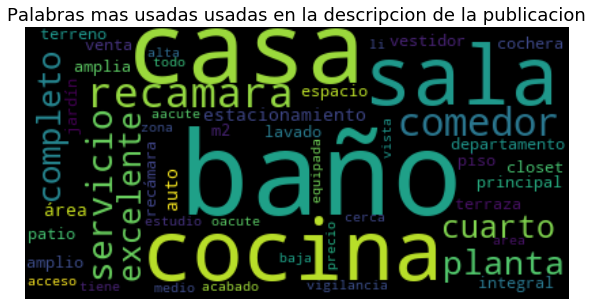 Palabras mas usadas usadas en la descripcion de la publicacion
terreno
venta
alta
todo
casa
li
vestidor
cochera
amplia
jardín
recamara
espacio
sala
completo
servicio
excelente
aacute
estacionamiento
comedor
zona
m2
lavado
vista
departamento
baño
recámara
auto
equipada
piso
closet
principal
área
estudio
oacute
cerca
terraza
patio
cocina
precio
cuarto
area
amplio
baja
planta
acceso
tiene
medio
acabado
vigilancia
integral